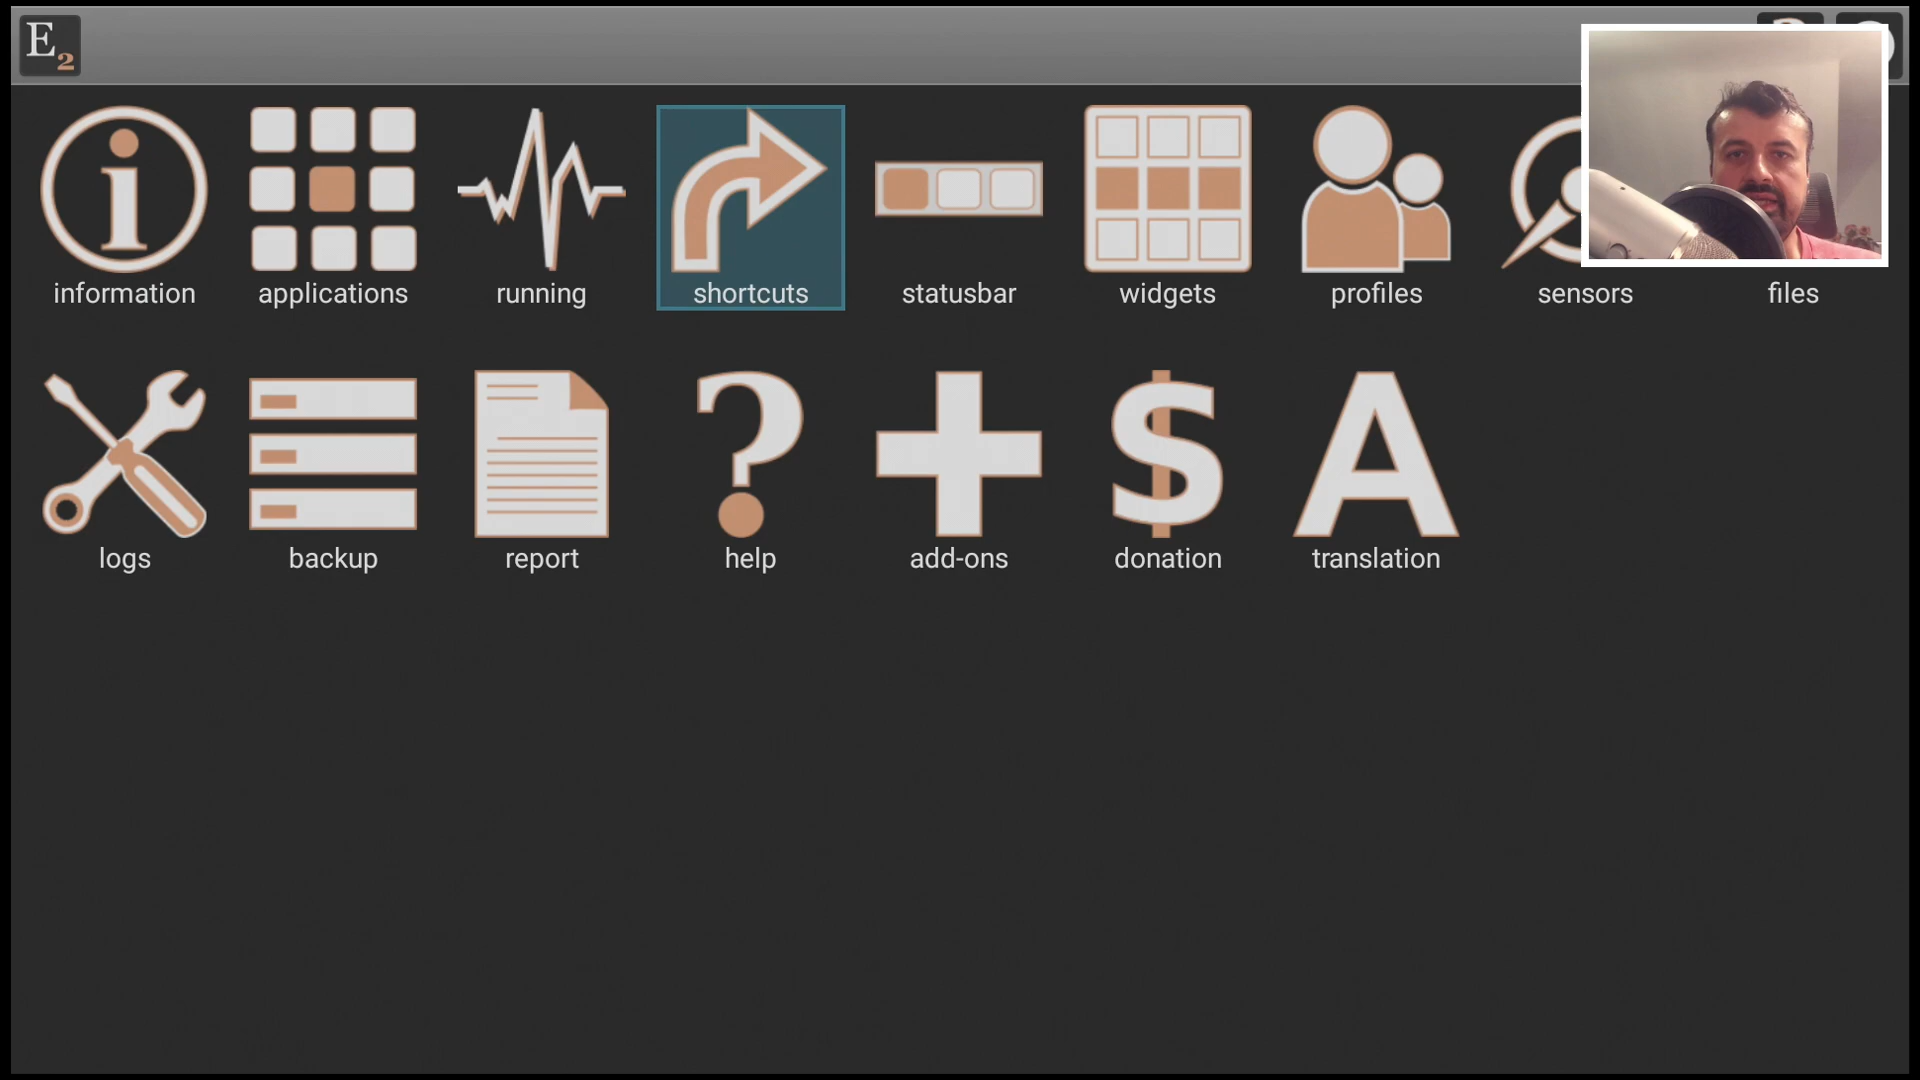 E2
information applications running shortcuts statusbar widgets profiles sensors files
logs backup report help add-ons donation translation